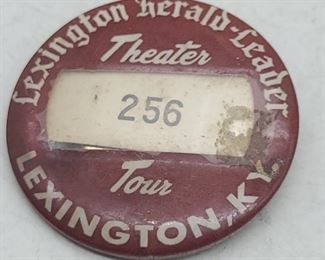 Lexington Herald-Leader
Theater
256
Tour
LEXINGTON, KY.